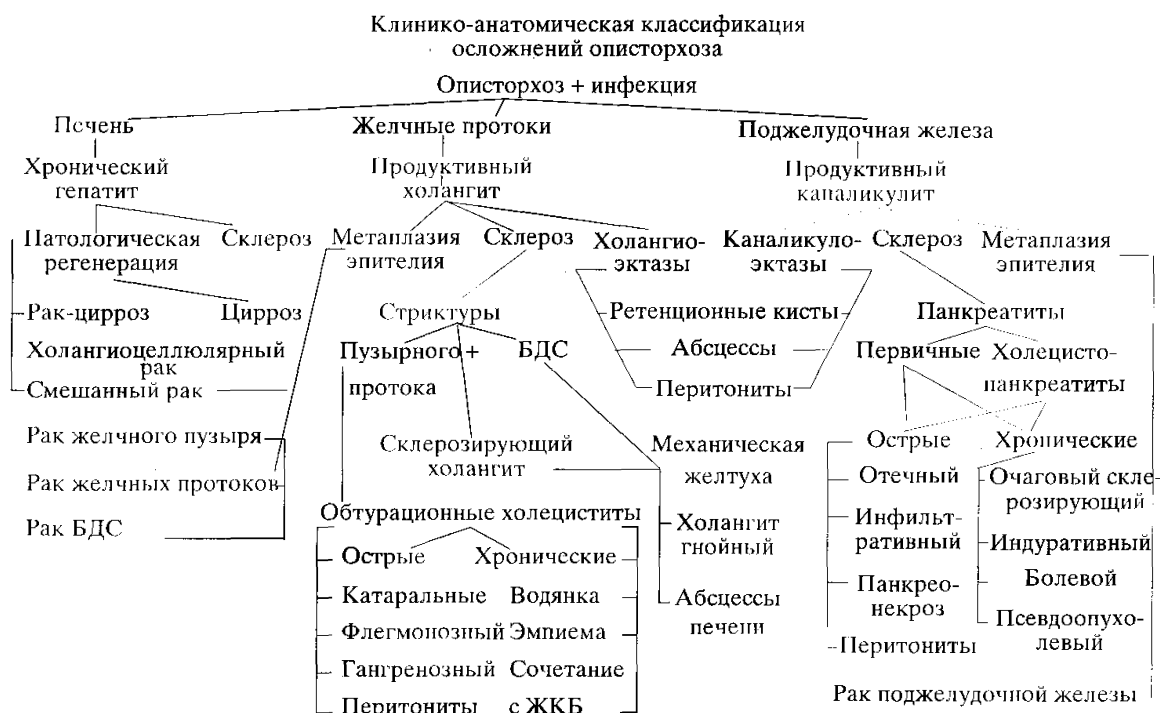 Клинико-анатомическая классификация
осложнений описторхоза
Описторхоз + инфекция
Печень Желчные протоки Поджелудочная железа
Хронический Продуктивный Продуктивный
гепатит холангит каналикулит
Патологическая Склероз Метаплазия Склероз Холангио- Каналикуло- Склероз Метаплазия
регенерация эпителия эктазы эктазы эпителия
Рак-цирроз Цирроз Стриктуры Ретенционные кисты Панкреатиты
Холангиоцеллюлярный Пузырного + БДС Абсцессы Первичные Холецисто-
рак
Смешанный рак протока Перитониты панкреатиты
Рак желчного пузыря Склерозирующий Механическая Острые Хронические
холангит желтуха Отечный Очаговый скле-
Рак желчных протоков розирующий
Рак БДС Обтурационные холециститы Холангит Инфильт- Индуративный
гнойный ративный
Острые Хронические Болевой
Катаральные Водянка Абсцессы Панкрео- Псевдоопухо-
печени некроз левый
Флегмонозный Эмпиема Перитониты
Гангренозный Сочетание
Перитониты с ЖКБ Рак поджелудочной железы